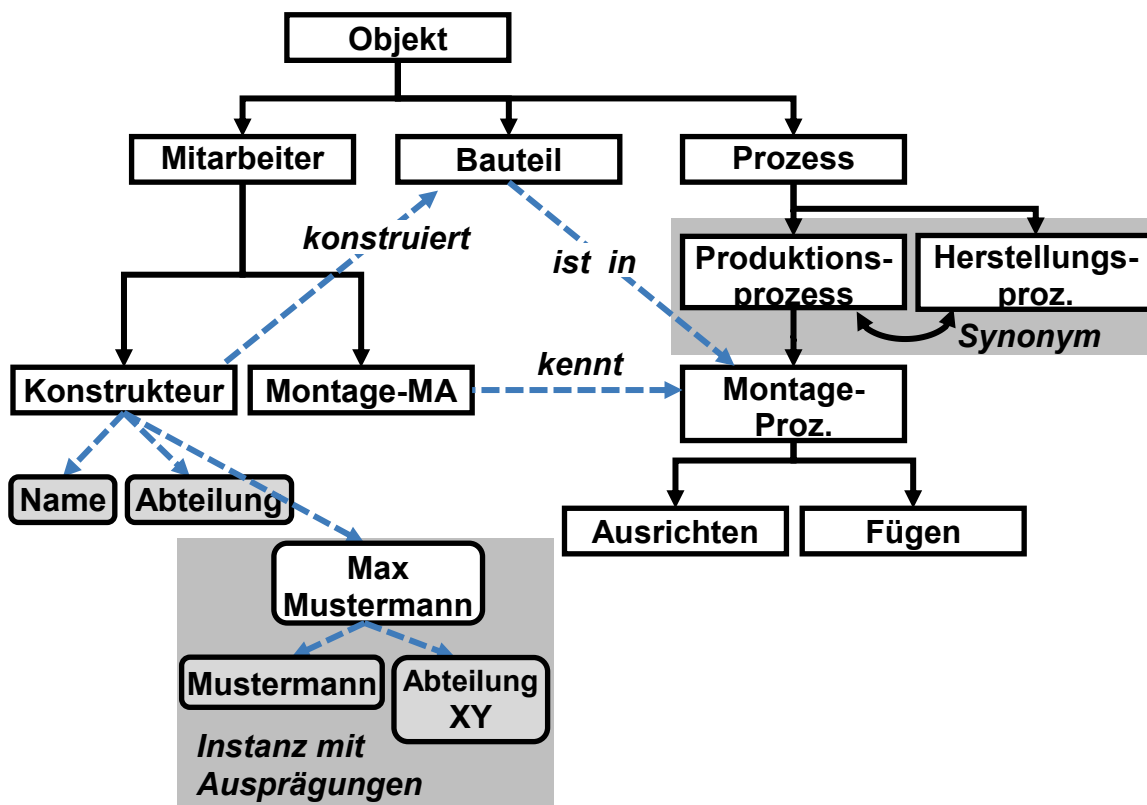 Objekt
Mitarbeiter
Bauteil
Prozess
konstruiert
ist in
Produktions-
prozess
Herstellungs-
proz.
Synonym
Konstrukteur
Montage-MA
kennt
Montage-
Proz.
Name
Abteilung
Ausrichten
Fügen
Max
Mustermann
Mustermann
Abteilung
XY
Instanz mit
Ausprägungen